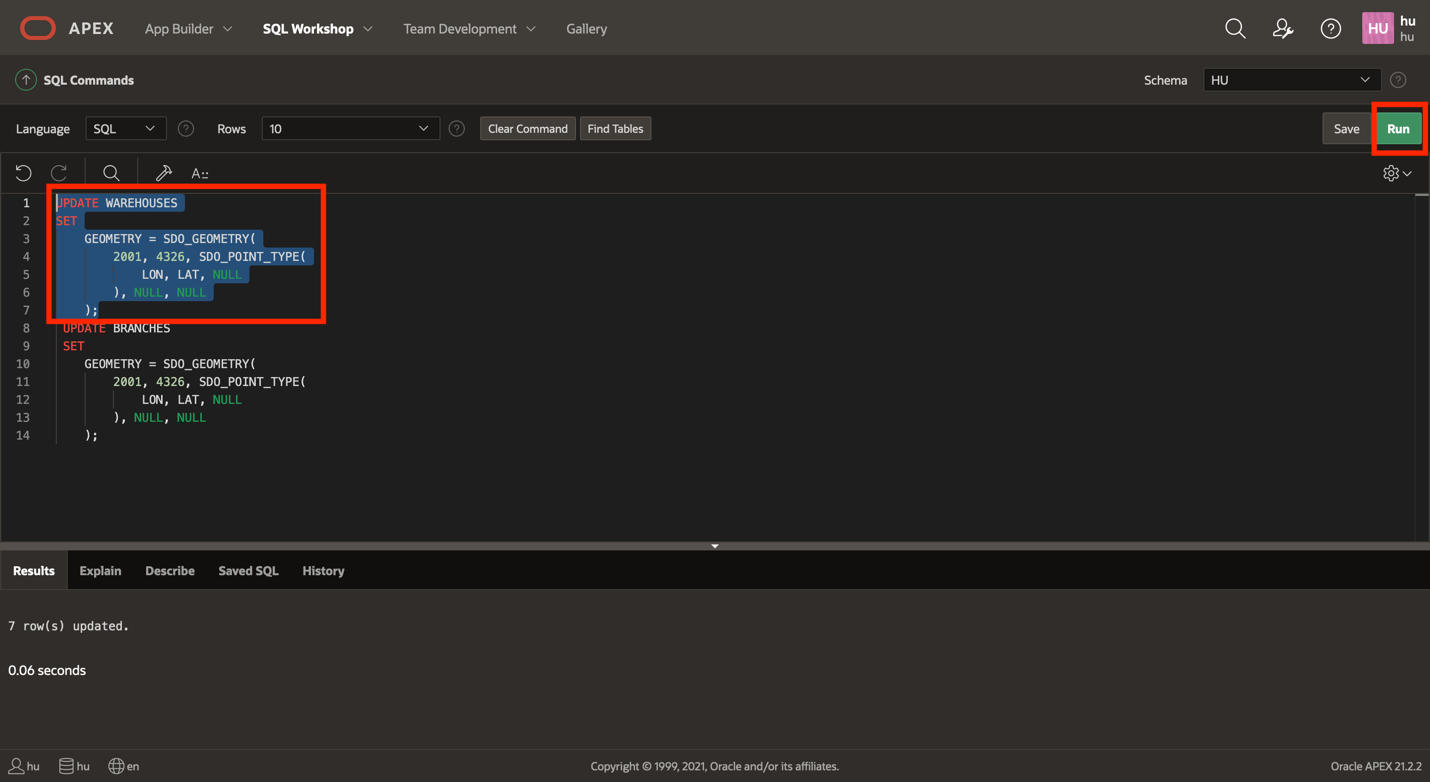 APEX App Builder SQL Workshop Team Development Gallery HU hu
hu
SQL Commands Schema HU
Language SQL Rows 10 Clear Command Find Tables Save Run
A::
1 UPDATE WAREHOUSES
2 SET
3 GEOMETRY = SDO_GEOMETRY(
4 2001, 4326, SDO_POINT_TYPE(
5 LON, LAT, NULL
6 ), NULL, NULL
7 );
8 UPDATE BRANCHES
9 SET
10 GEOMETRY = SDO_GEOMETRY(
11 2001, 4326, SDO_POINT_TYPE(
12 LON, LAT, NULL
13 ), NULL, NULL
14 );
Results Explain Describe Saved SQL History
7 row(s) updated.
0.06 seconds
hu hu en Copyright © 1999, 2021, Oracle and/or its affiliates. Oracle APEX 21.2.2